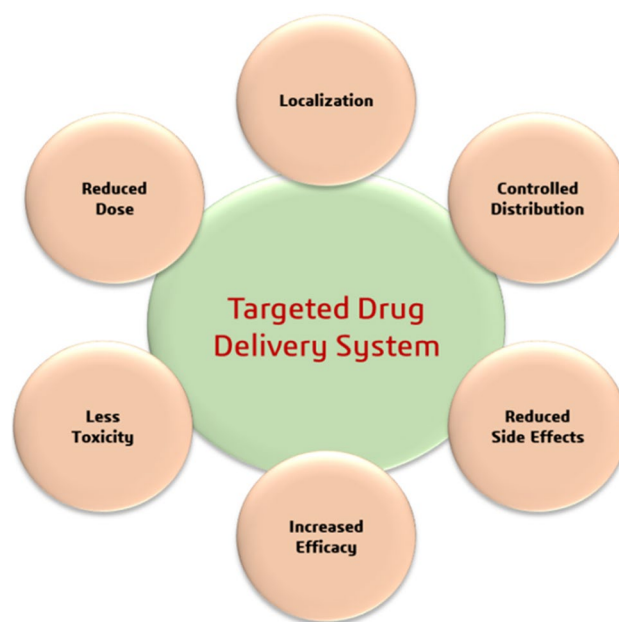 Localization
Controlled
Distribution
Reduced
Side Effects
Increased
Efficacy
Less
Toxicity
Reduced
Dose
Targeted Drug
Delivery System